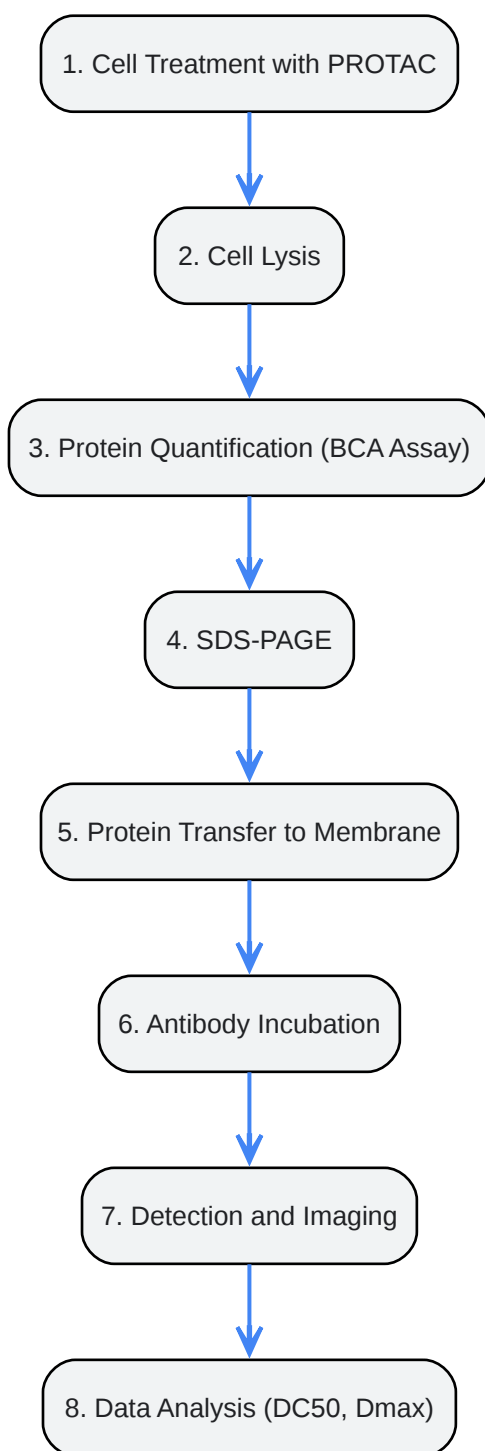 1. Cell Treatment with PROTAC
2. Cell Lysis
3. Protein Quantification (BCA Assay)
4. SDS-PAGE
5. Protein Transfer to Membrane
6. Antibody Incubation
7. Detection and Imaging
8. Data Analysis (DC50, Dmax)